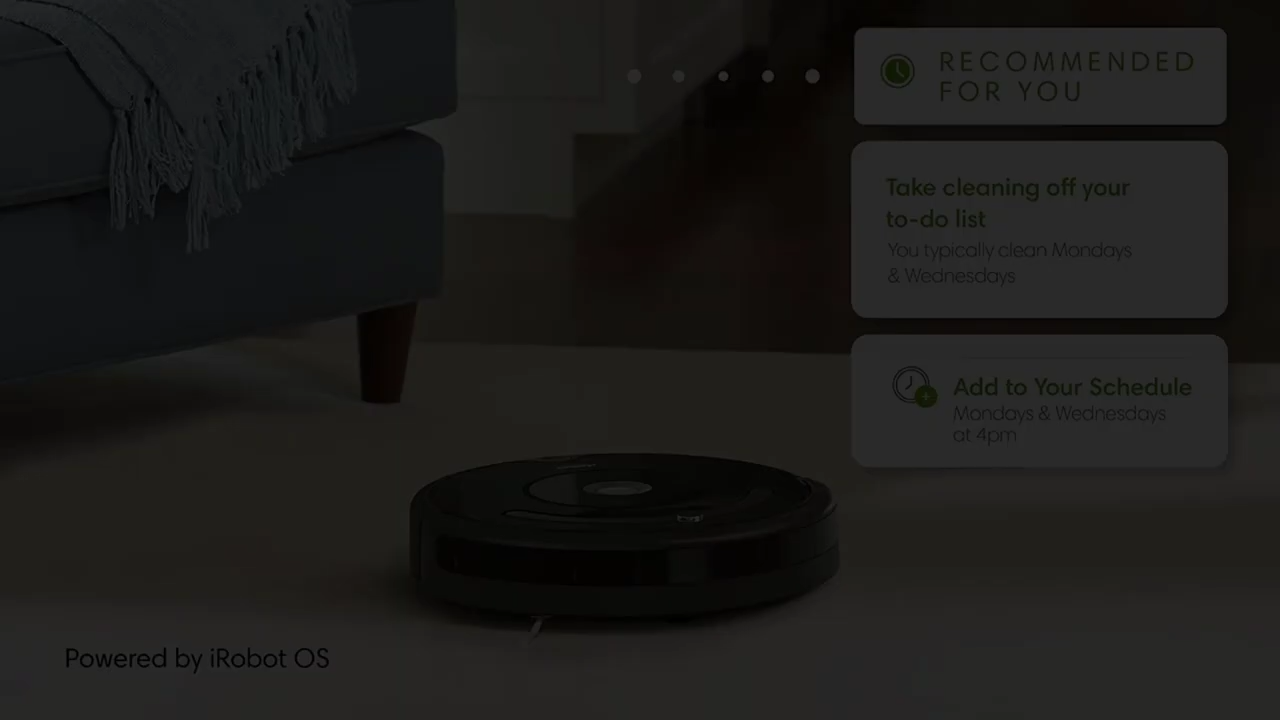 RECOMMENDED
FOR YOU
Take cleaning off your
to-do list
You typically clean Mondays
& Wednesdays
Add to Your Schedule
Mondays & Wednesdays
at 4pm
Powered by iRobot OS